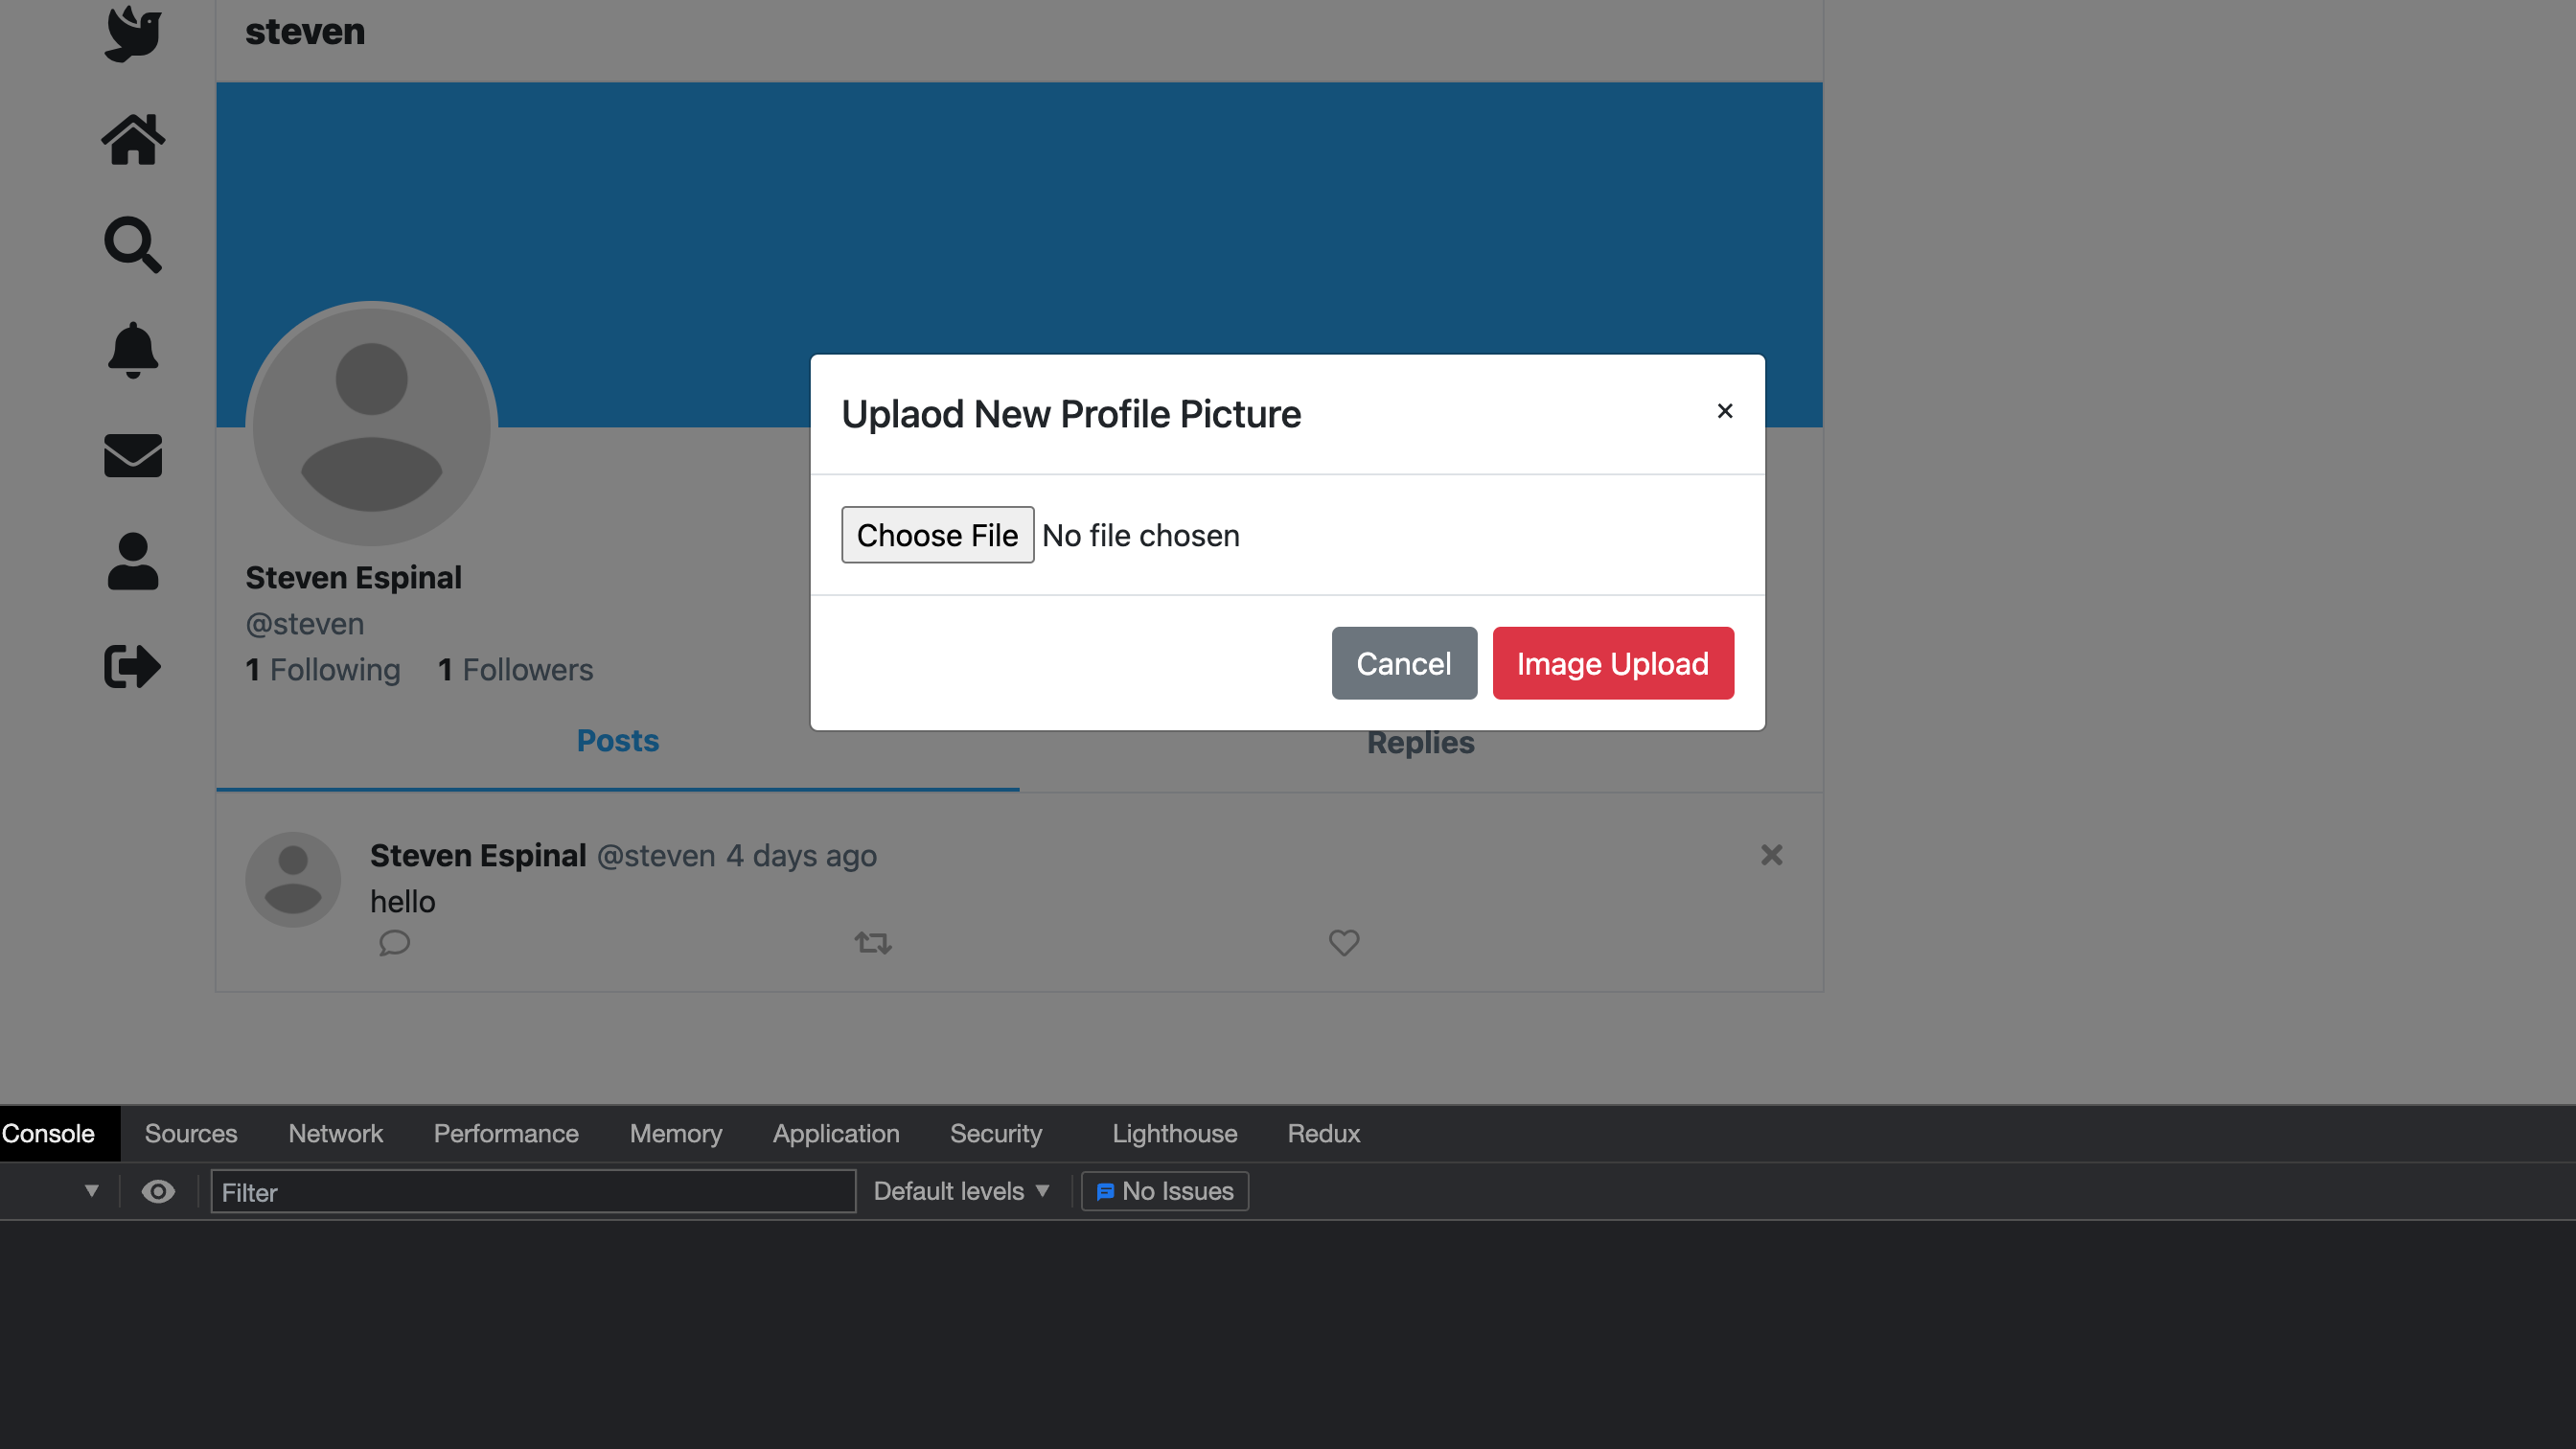 steven
Uplaod New Profile Picture ×
Choose File No file chosen
Cancel Image Upload
Steven Espinal
@steven
1 Following 1 Followers
Posts Replies
Steven Espinal @steven 4 days ago
hello
Console Sources Network Performance Memory Application Security Lighthouse Redux
Filter Default levels ▼ No Issues